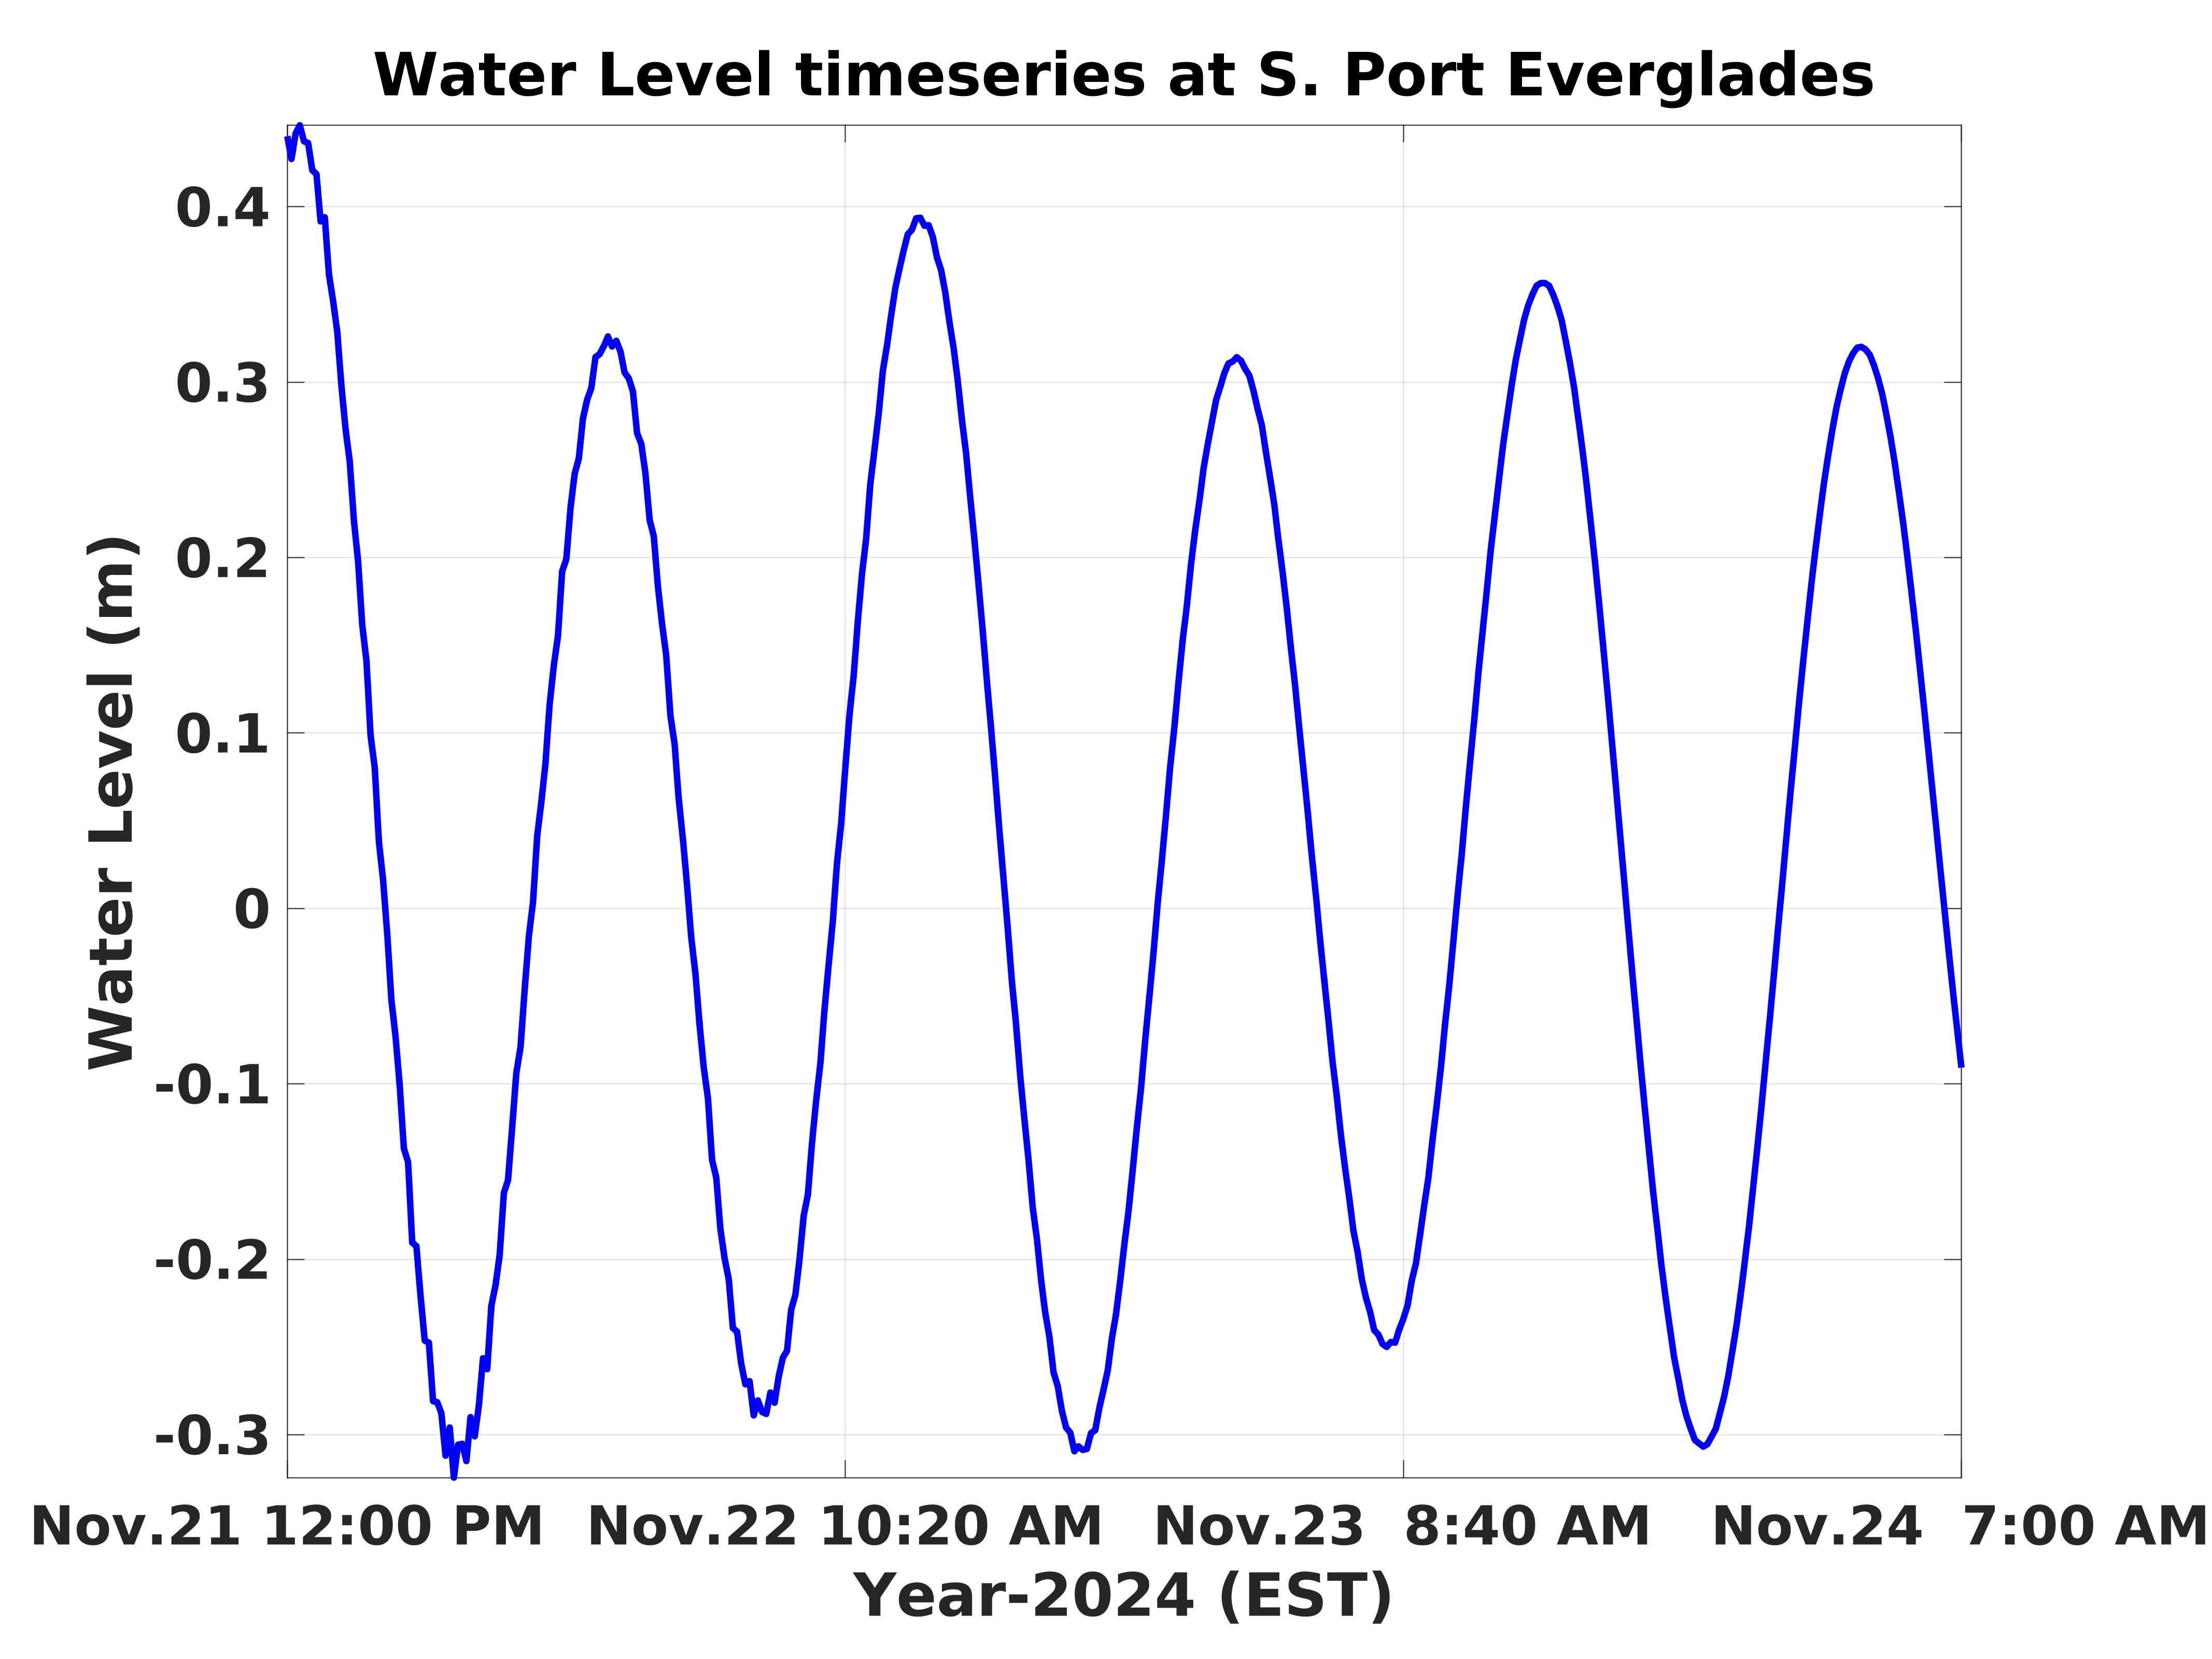 Water Level timeseries at S. Port Everglades
Water Level (m)
0.4
0.3
0.2
0.1
0
-0.1
-0.2
-0.3
Nov.21 12:00 PM Nov.22 10:20 AM Nov.23 8:40 AM Nov.24 7:00 AM
Year-2024 (EST)